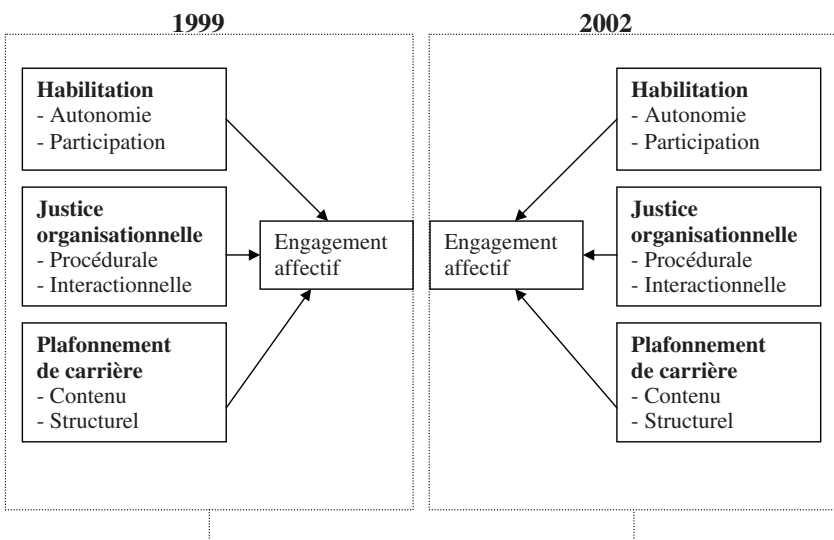 1999
Habilitation
- Autonomie
- Participation
Justice
organisationnelle
- Procédurale
- Interactionnelle
Plafonnement
de carrière
- Contenu
- Structurel
Engagement
affectif
2002
Engagement
affectif
Habilitation
- Autonomie
- Participation
Justice
organisationnelle
- Procédurale
- Interactionnelle
Plafonnement
de carrière
- Contenu
- Structurel